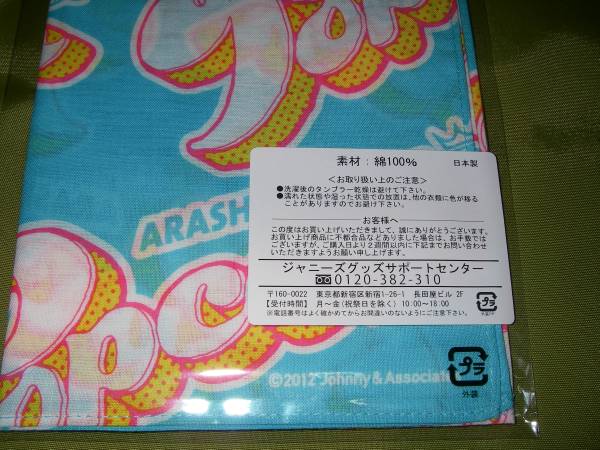 ARASH
素材：綿100%
日本製
<お取り扱い上のご注意>
●洗濯後のタンブラー乾燥は避けて下さい。
●濡れた状態や湿った状態での放置は、他の衣類に色が移る
ことがありますのでお避け下さい。
お客様へ
この度はお買い上げいただきまして、誠にありがとうございます。
お買い上げ商品に不都合品などありました場合は、お手数では
ございますが、ご購入日より2週間以内に下記までお問い合わせ
いただきますようお願い申し上げます。
ジャニーズグッズサポートセンター
0120-382-310
〒160-0022 東京都新宿区新宿1-26-1 長田屋ビル 2F
【受付時間】 月〜金(祝祭日を除く) 10:00〜18:00
※電話番号はよく確かめてからお間違いのないようにおかけ下さい。
プラ
©2012 Johnny & Associat
プラ
外装